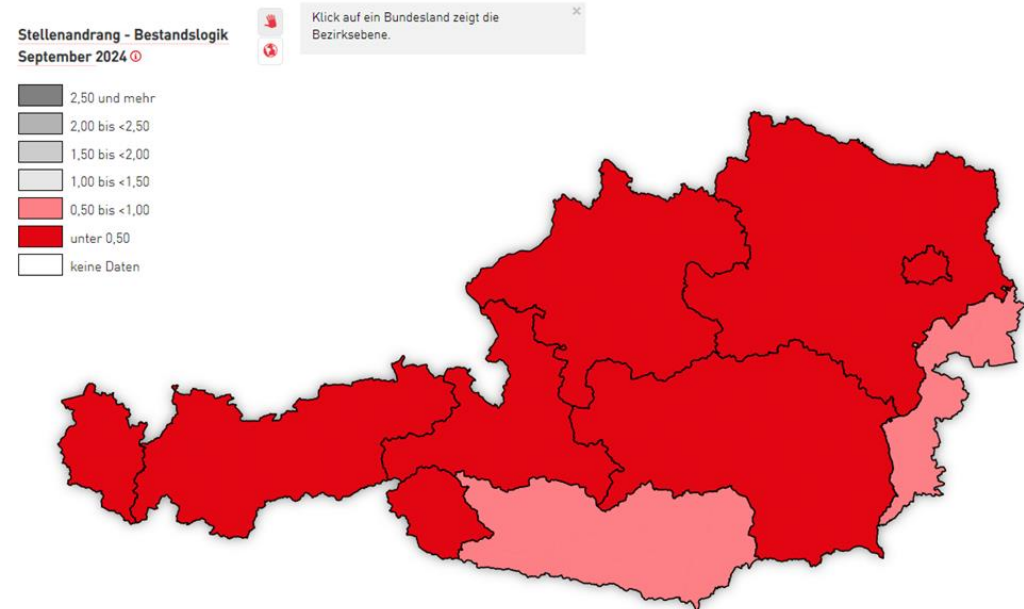 Stellenandrang - Bestandslogik
September 2024
Klick auf ein Bundesland zeigt die
Bezirksebene.
2,50 und mehr
2,00 bis <2,50
1,50 bis <2,00
1,00 bis <1,50
0,50 bis <1,00
unter 0,50
keine Daten